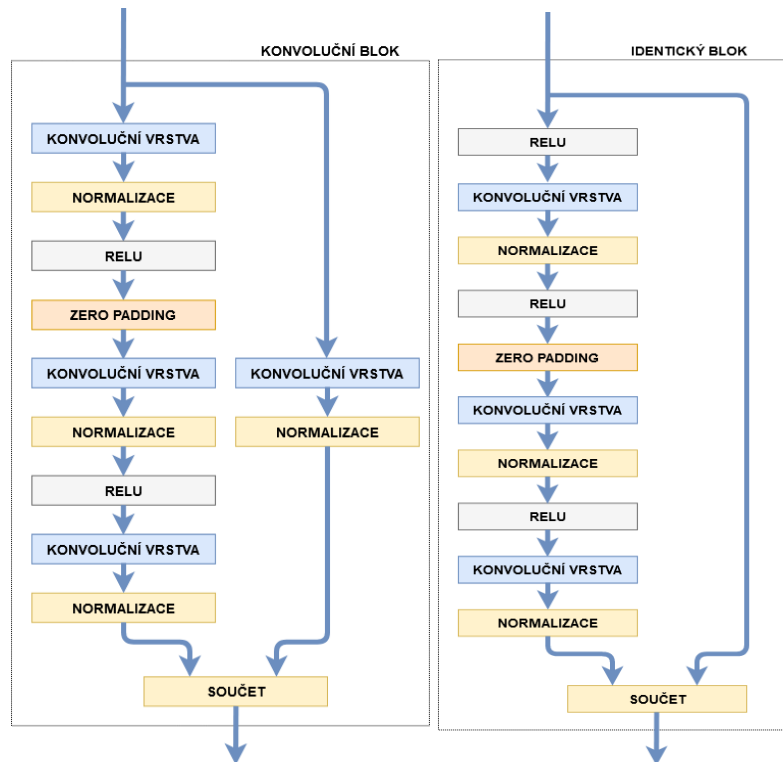 KONVOLUČNÍ BLOK
KONVOLUČNÍ VRSTVA
NORMALIZACE
RELU
ZERO PADDING
KONVOLUČNÍ VRSTVA
NORMALIZACE
RELU
KONVOLUČNÍ VRSTVA
NORMALIZACE
KONVOLUČNÍ VRSTVA
NORMALIZACE
SOUČET
IDENTICKÝ BLOK
RELU
KONVOLUČNÍ VRSTVA
NORMALIZACE
RELU
ZERO PADDING
KONVOLUČNÍ VRSTVA
NORMALIZACE
RELU
KONVOLUČNÍ VRSTVA
NORMALIZACE
SOUČET